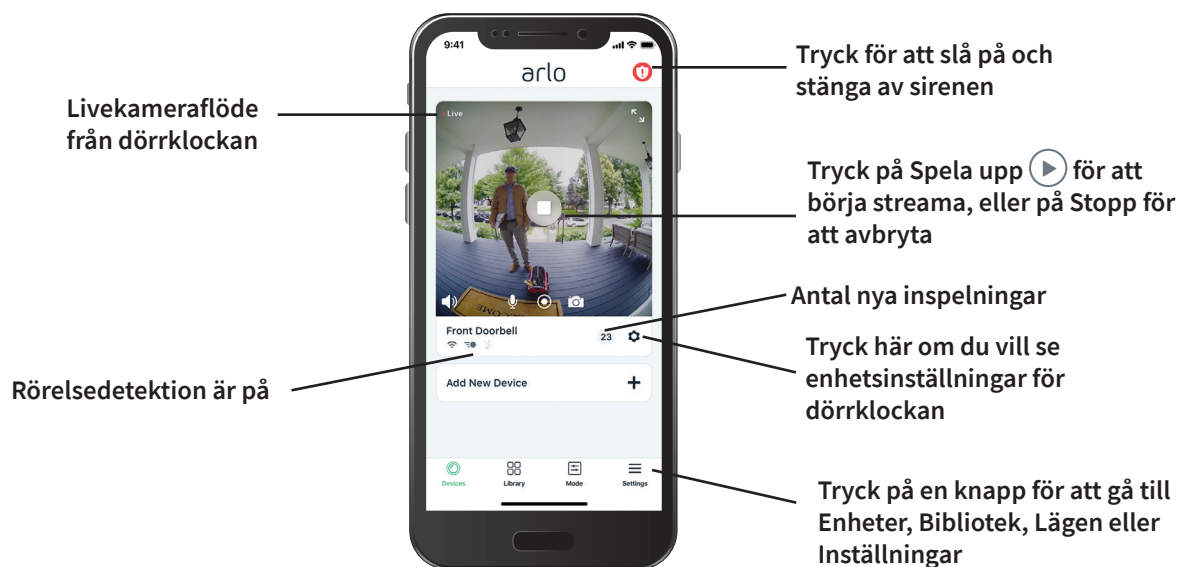 9:41
arlo
Tryck för att slå på och
stänga av sirenen
Livekameraflöde
från dörrklockan
Live
Tryck på Spela upp för att
börja streama, eller på Stopp för
att avbryta
WELCOME
Antal nya inspelningar
Front Doorbell
23
Tryck här om du vill se
enhetsinställningar för
dörrklockan
Rörelsedetektion är på
Add New Device
Devices
Library
Mode
Settings
Tryck på en knapp för att gå till
Enheter, Bibliotek, Lägen eller
Inställningar